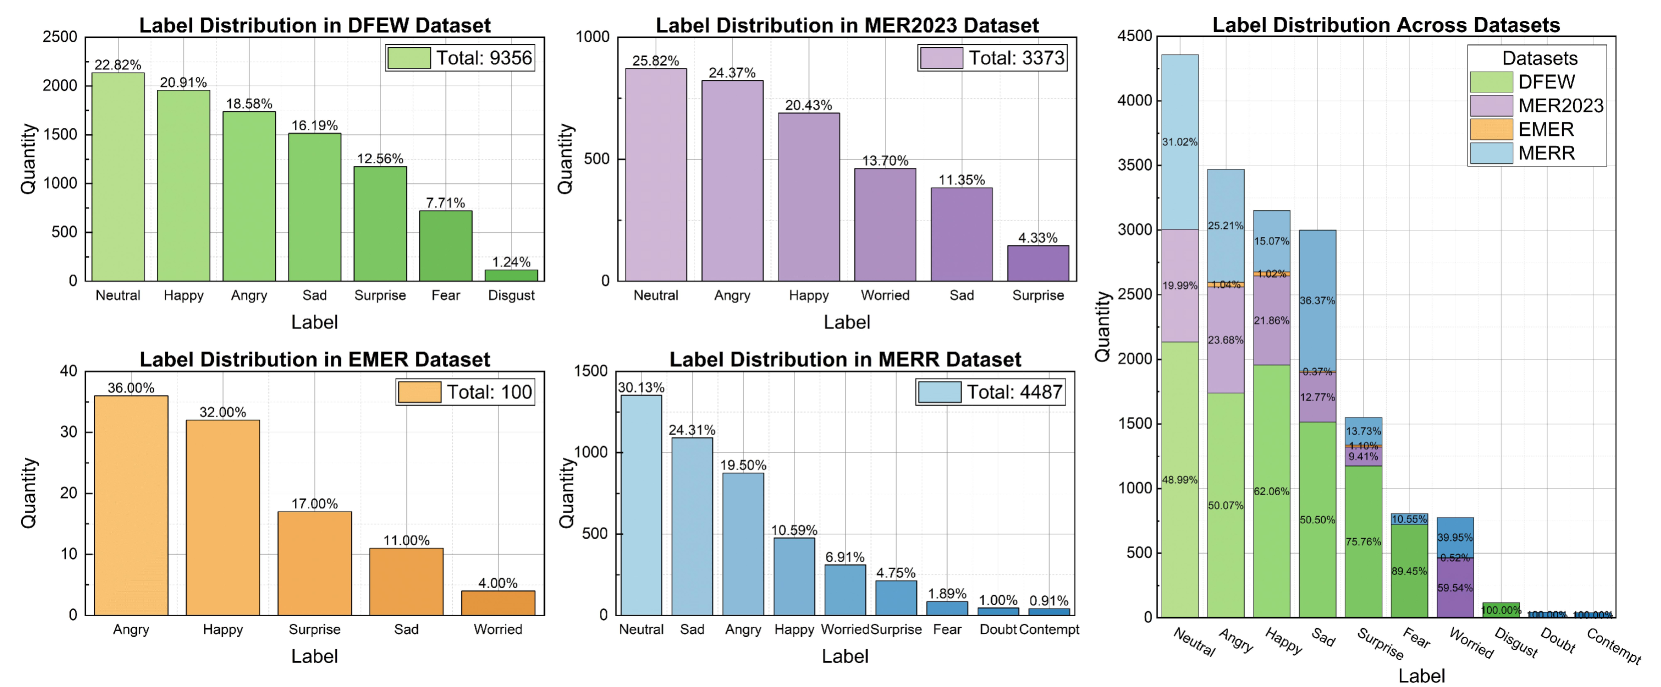 Label Distribution in DFEW Dataset
Total: 9356
Quantity
2500
2000
1500
1000
500
0
22.82%
20.91%
18.58%
16.19%
12.56%
7.71%
1.24%
Neutral Happy Angry Sad Surprise Fear Disgust
Label
Label Distribution in MER2023 Dataset
Total: 3373
Quantity
1000
500
0
25.82%
24.37%
20.43%
13.70%
11.35%
4.33%
Neutral Angry Happy Worried Sad Surprise
Label
Label Distribution in EMER Dataset
Total: 100
Quantity
40
30
20
10
0
36.00%
32.00%
17.00%
11.00%
4.00%
Angry Happy Surprise Sad Worried
Label
Label Distribution in MERR Dataset
Total: 4487
Quantity
1500
1000
500
0
30.13%
24.31%
19.50%
10.59%
6.91%
4.75%
1.89%
1.00%
0.91%
Neutral Sad Angry Happy Worried Surprise Fear Doubt Contempt
Label
Label Distribution Across Datasets
Datasets
DFEW
MER2023
EMER
MERR
Quantity
4500
4000
3500
3000
2500
2000
1500
1000
500
0
31.02%
19.99%
48.99%
25.21%
1.04%
23.68%
50.07%
15.07%
1.02%
21.86%
62.06%
36.37%
0.37%
12.77%
50.50%
13.73%
1.10%
9.41%
75.76%
10.55%
89.45%
39.95%
0.52%
59.54%
100.00%
100.00%
100.00%
Neutral Angry Happy Sad Surprise Fear Worried Disgust Doubt Contempt
Label